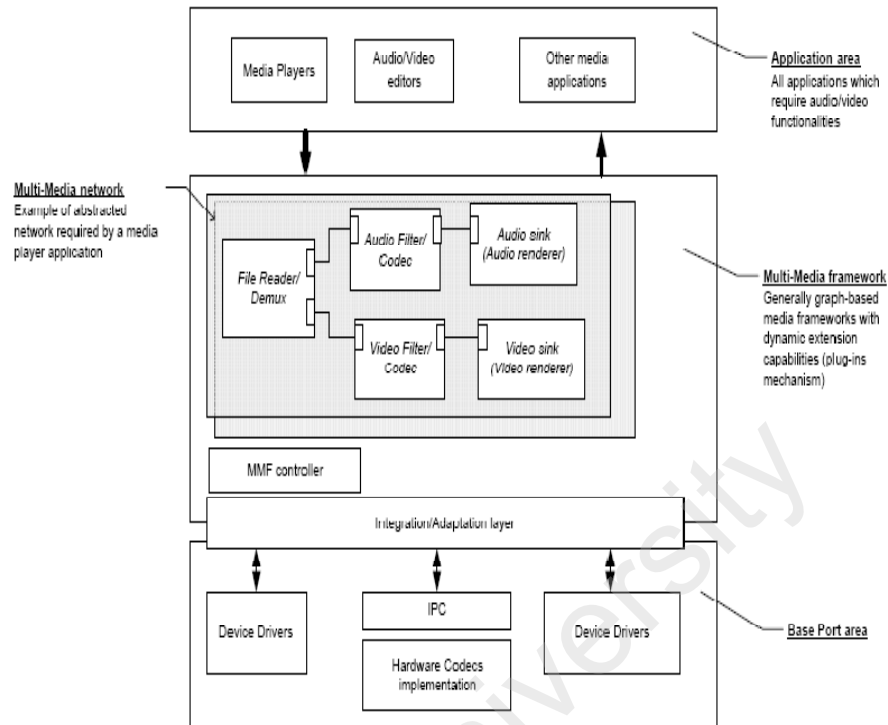 Media Players
Audio/Video
editors
Other media
applications
Application area
All applications which
require audio/video
functionalities
Multi-Media network
Example of abstracted
network required by a media
player application
File Reader/
Demux
Audio Filter/
Codec
Audio sink
(Audio renderer)
Video Filter/
Codec
Video sink
(Video renderer)
Multi-Media framework
Generally graph-based
media frameworks with
dynamic extension
capabilities (plug-ins
mechanism)
MMF controller
Integration/Adaptation layer
Device Drivers
IPC
Hardware Codecs
implementation
Device Drivers
Base Port area
iversity